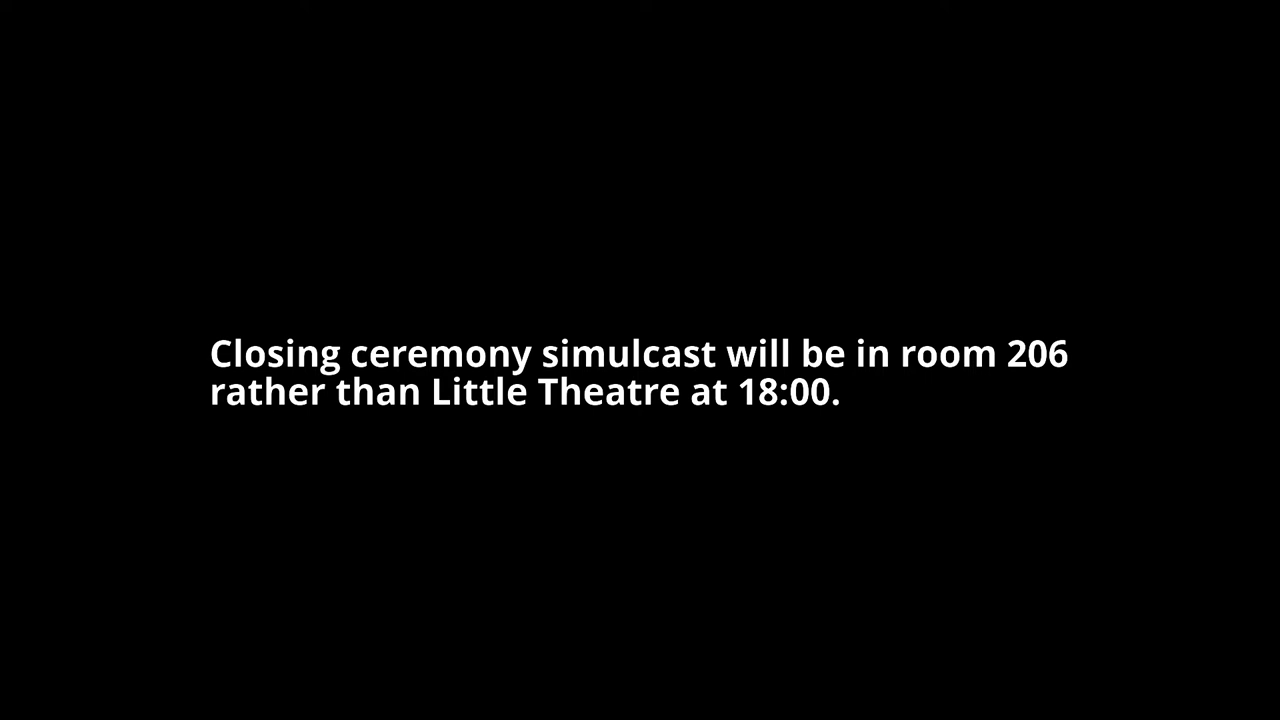 Closing ceremony simulcast will be in room 206
rather than Little Theatre at 18:00.